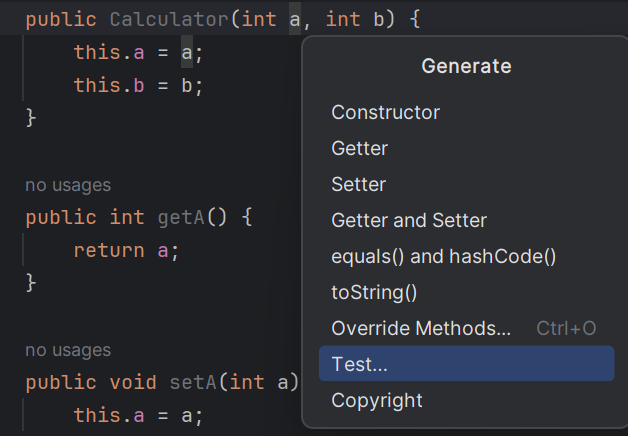 public Calculator(int a, int b) {
this.a = a;
this.b = b;
}
no usages
public int getA() {
return a;
}
no usages
public void setA(int a)
this.a = a;
Generate
Constructor
Getter
Setter
Getter and Setter
equals() and hashCode()
toString()
Override Methods... Ctrl+O
Test...
Copyright